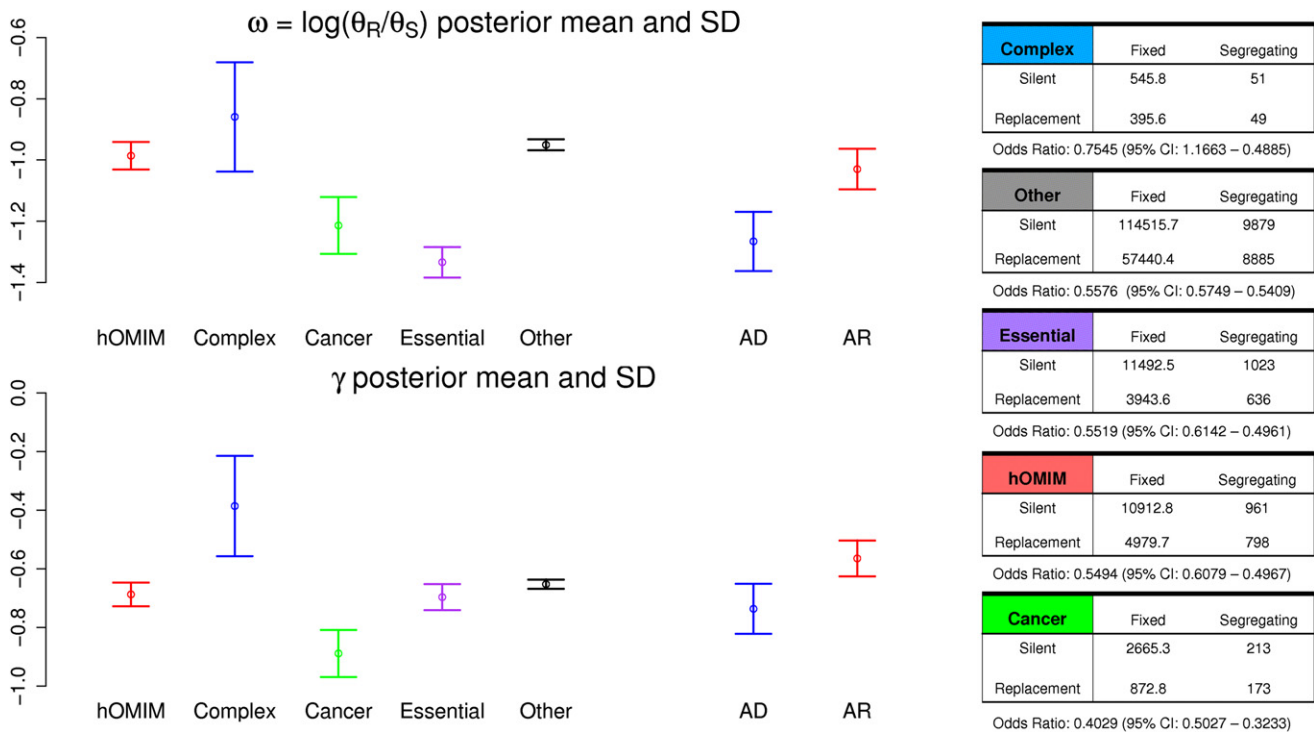 ω = log(θR/θS) posterior mean and SD
−0.6
−0.8
−1.0
−1.2
−1.4
hOMIM Complex Cancer Essential Other AD AR
γ posterior mean and SD
0.0
−0.2
−0.4
−0.6
−0.8
−1.0
hOMIM Complex Cancer Essential Other AD AR
Complex Fixed Segregating
Silent 545.8 51
Replacement 395.6 49
Odds Ratio: 0.7545 (95% CI: 1.1663 – 0.4885)
Other Fixed Segregating
Silent 114515.7 9879
Replacement 57440.4 8885
Odds Ratio: 0.5576 (95% CI: 0.5749 – 0.5409)
Essential Fixed Segregating
Silent 11492.5 1023
Replacement 3943.6 636
Odds Ratio: 0.5519 (95% CI: 0.6142 – 0.4961)
hOMIM Fixed Segregating
Silent 10912.8 961
Replacement 4979.7 798
Odds Ratio: 0.5494 (95% CI: 0.6079 – 0.4967)
Cancer Fixed Segregating
Silent 2665.3 213
Replacement 872.8 173
Odds Ratio: 0.4029 (95% CI: 0.5027 – 0.3233)